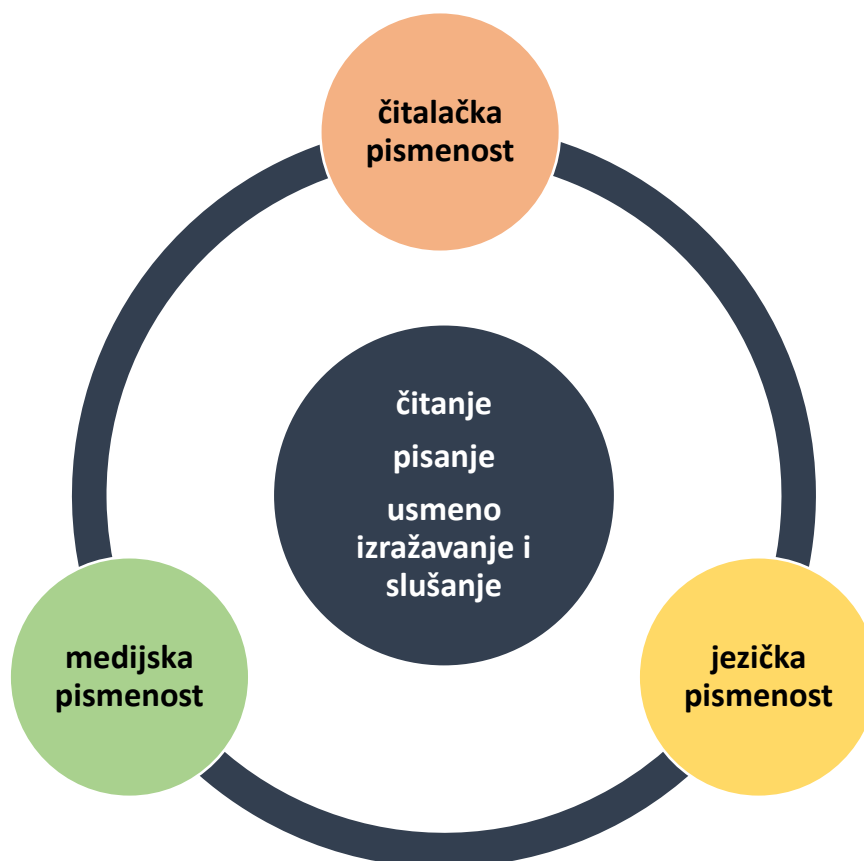 čitalačka
pismenost
čitanje
pisanje
usmeno
izražavanje i
slušanje
medijska
pismenost
jezička
pismenost